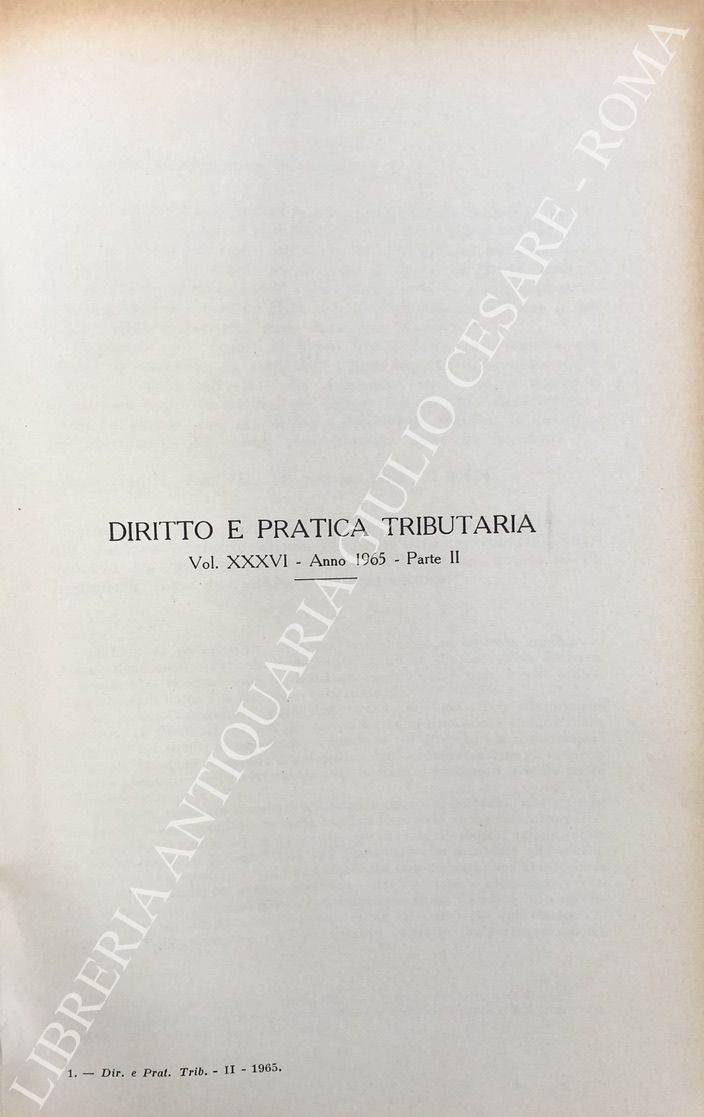 DIRITTO E PRATICA TRIBUTARIA
Vol. XXXVI - Anno 1965 - Parte II
1. — Dir. e Prat. Trib. - II - 1965.
LIBRERIA ANTIQUARIA GIULIO CESARE - ROMA